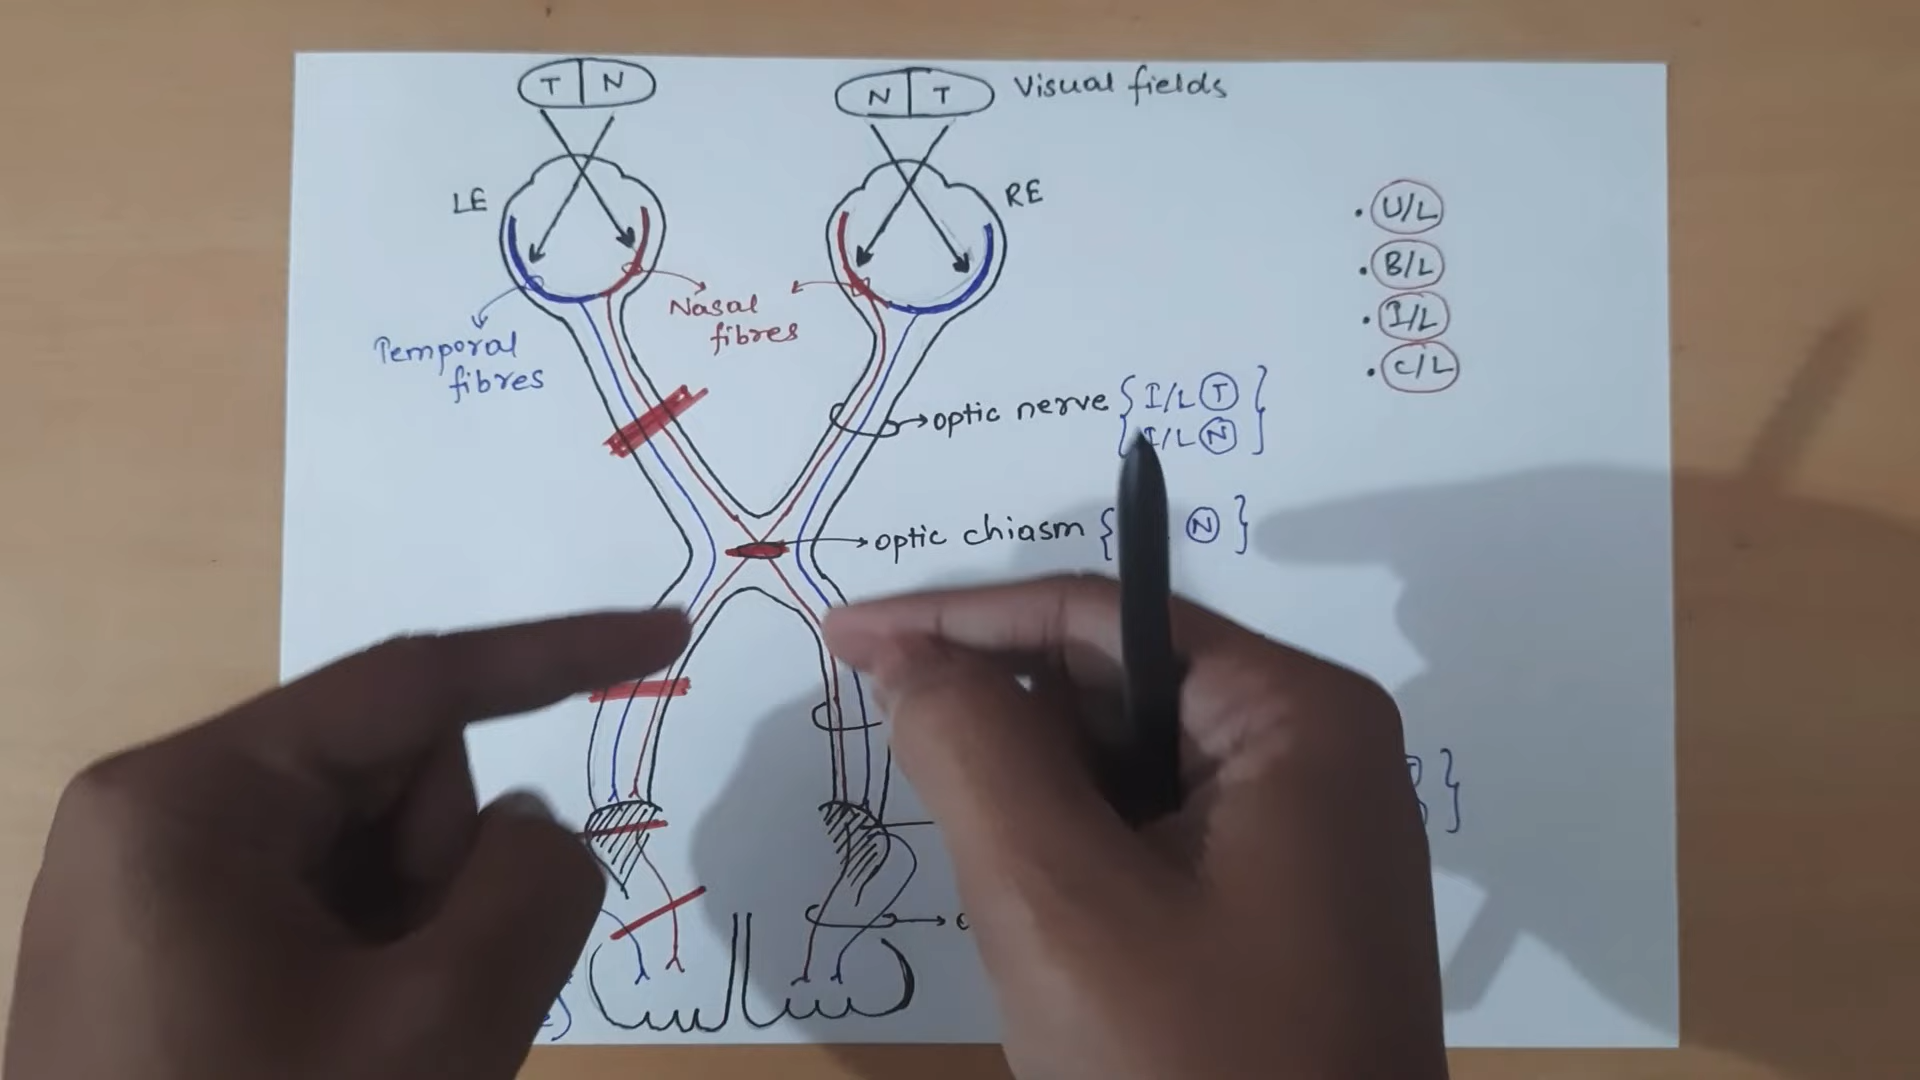 T N
N T
Visual fields
LE
RE
• U/L
• B/L
• I/L
• C/L
Nasal
fibres
Temporal
fibres
optic nerve { I/L T }
{ I/L N }
optic chiasm { N }
}